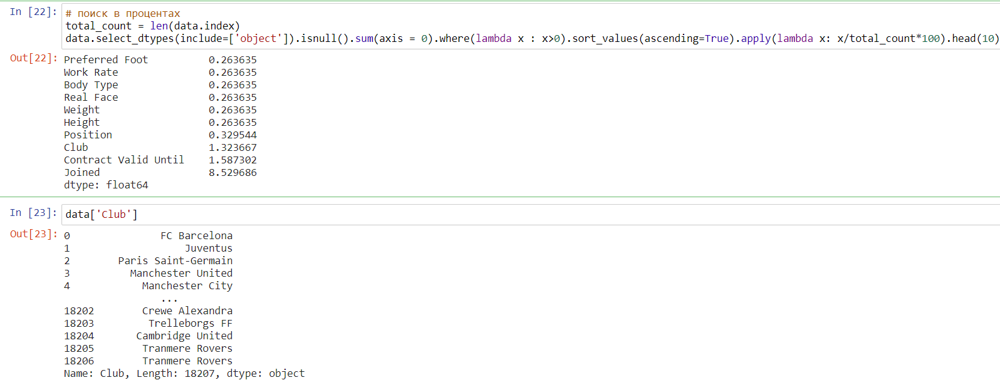 In [22]: # поиск в процентах
total_count = len(data.index)
data.select_dtypes(include=['object']).isnull().sum(axis = 0).where(lambda x : x>0).sort_values(ascending=True).apply(lambda x: x/total_count*100).head(10)
Out[22]: Preferred Foot 0.263635
Work Rate 0.263635
Body Type 0.263635
Real Face 0.263635
Weight 0.263635
Height 0.263635
Position 0.329544
Club 1.323667
Contract Valid Until 1.587302
Joined 8.529686
dtype: float64
In [23]: data['Club']
Out[23]: 0 FC Barcelona
1 Juventus
2 Paris Saint-Germain
3 Manchester United
4 Manchester City
...
18202 Crewe Alexandra
18203 Trelleborgs FF
18204 Cambridge United
18205 Tranmere Rovers
18206 Tranmere Rovers
Name: Club, Length: 18207, dtype: object